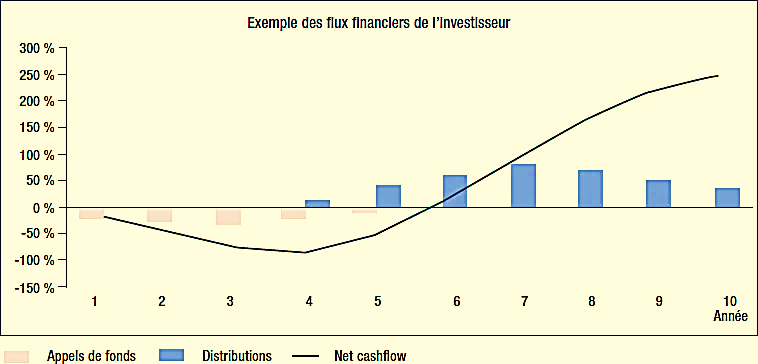 Exemple des flux financiers de l'investisseur
300 %
250 %
200 %
150 %
100 %
50 %
0 %
-50 %
-100 %
-150 %
1 2 3 4 5 6 7 8 9 10
Année
Appels de fonds Distributions Net cashflow